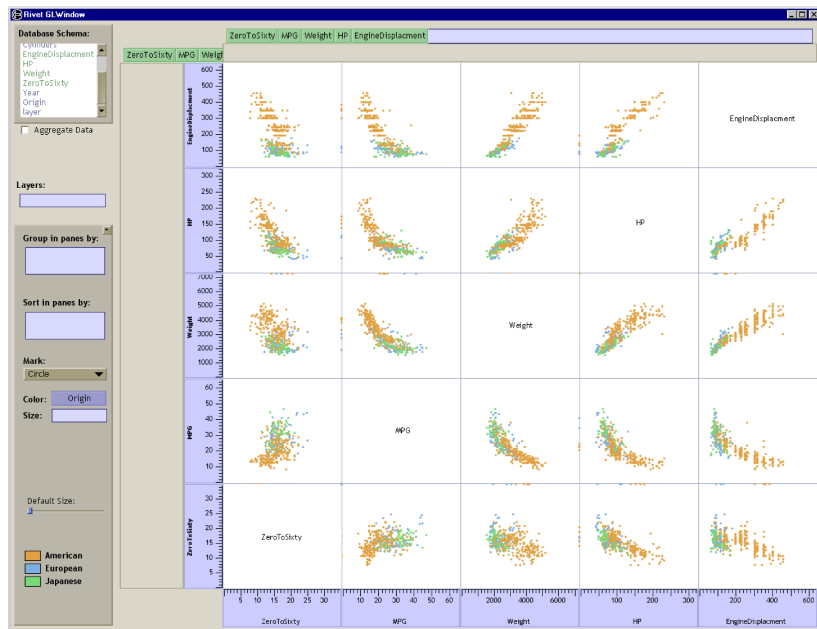 Rivet GLWindow
Database Schema:
Cylinders
EngineDisplacment
HP
Weight
ZeroToSixty
Year
Origin
layer
Aggregate Data
Layers:
Group in panes by:
Sort in panes by:
Mark:
Circle
Color: Origin
Size:
Default Size:
American
European
Japanese
ZeroToSixty MPG Weight HP EngineDisplacment
ZeroToSixty MPG Weigh
EngineDisplacment
600
500
400
300
200
100
EngineDisplacment
HP
300
250
200
150
100
50
HP
Weight
7000
6000
5000
4000
3000
2000
1000
Weight
MPG
60
50
40
30
20
10
MPG
ZeroToSixty
30
25
20
15
10
5
ZeroToSixty
5 10 15 20 25 30 10 20 30 40 50 60 2000 4000 6000 100 200 300 200 400 600
ZeroToSixty MPG Weight HP EngineDisplacment